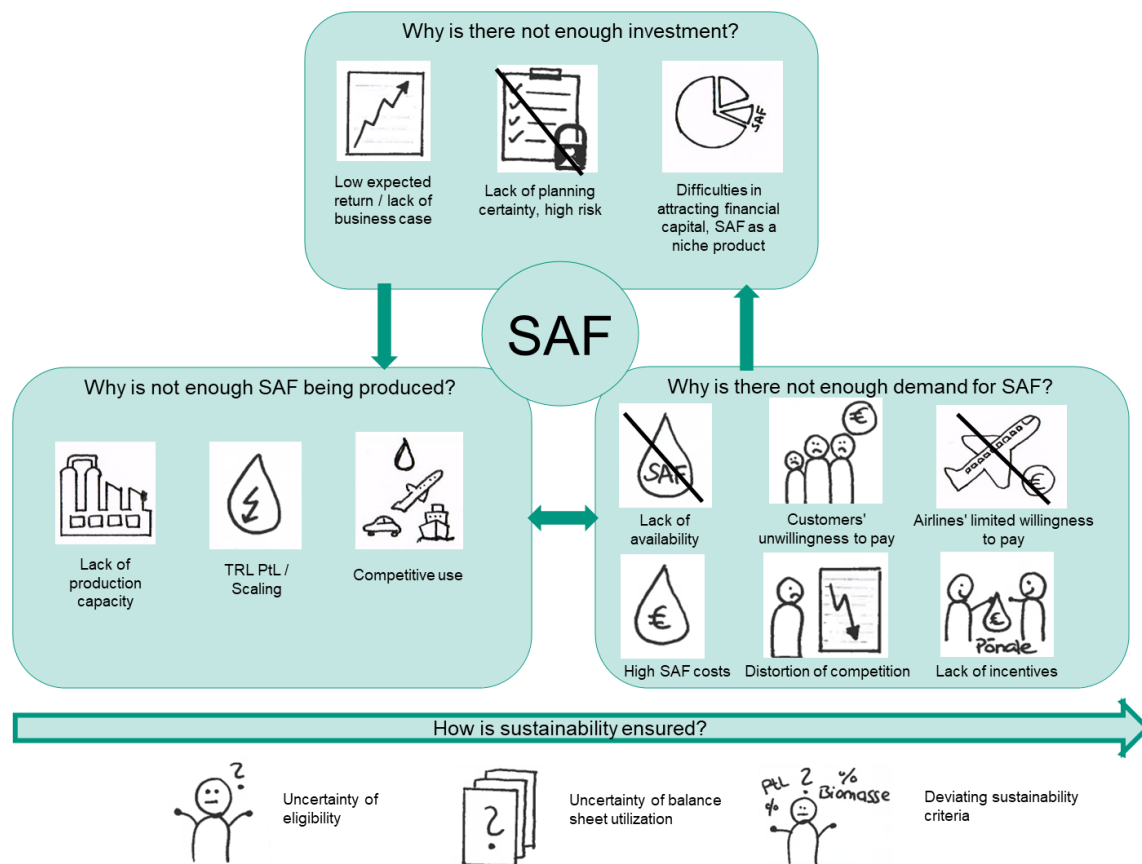 Why is there not enough investment?
SAF
Low expected
return / lack of
business case
Lack of planning
certainty, high risk
Difficulties in
attracting financial
capital, SAF as a
niche product
SAF
Why is not enough SAF being produced?
Lack of
production
capacity
TRL PtL /
Scaling
Competitive use
Why is there not enough demand for SAF?
SAF
€
€
Lack of
availability
Customers'
unwillingness to pay
Airlines' limited willingness
to pay
€
€
Pönale
High SAF costs
Distortion of competition
Lack of incentives
How is sustainability ensured?
?
Uncertainty of
eligibility
?
Uncertainty of balance
sheet utilization
PtL ? %
% Biomasse
Deviating sustainability
criteria